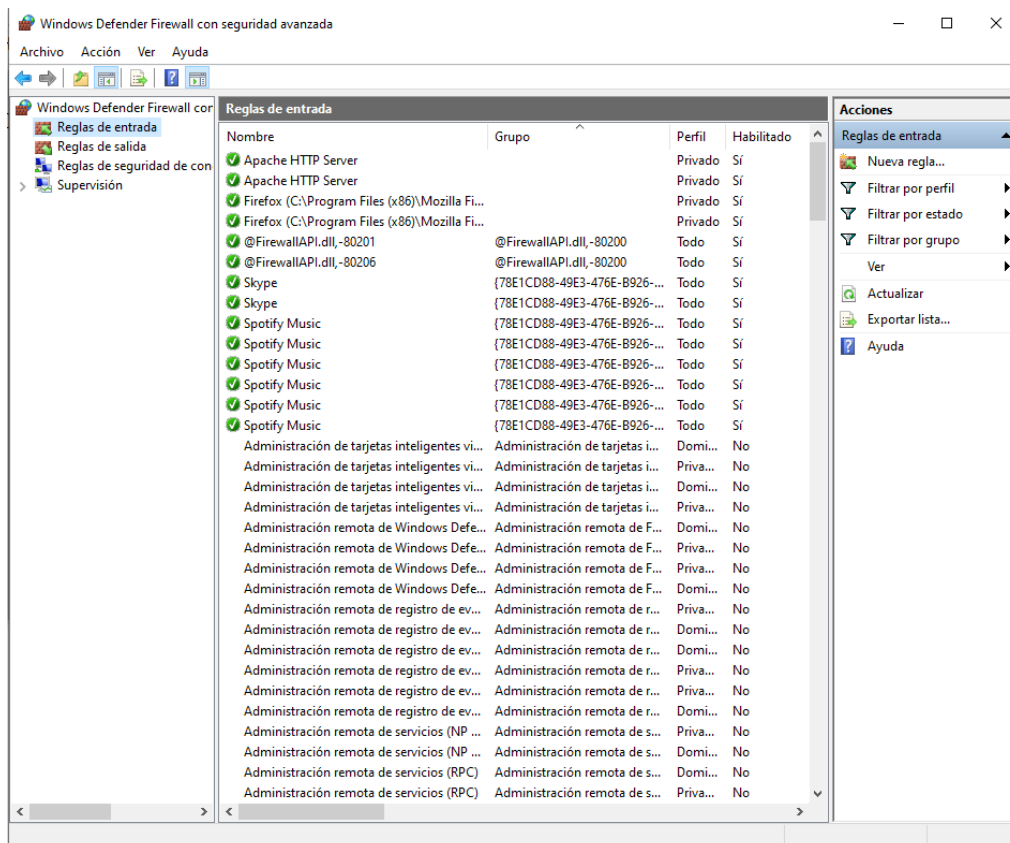 Windows Defender Firewall con seguridad avanzada
Archivo Acción Ver Ayuda
Windows Defender Firewall con
Reglas de entrada
Reglas de salida
Reglas de seguridad de con
Supervisión
Reglas de entrada
Nombre Grupo Perfil Habilitado
Apache HTTP Server Privado Sí
Apache HTTP Server Privado Sí
Firefox (C:\Program Files (x86)\Mozilla Fi... Privado Sí
Firefox (C:\Program Files (x86)\Mozilla Fi... Privado Sí
@FirewallAPI.dll,-80201 @FirewallAPI.dll,-80200 Todo Sí
@FirewallAPI.dll,-80206 @FirewallAPI.dll,-80200 Todo Sí
Skype {78E1CD88-49E3-476E-B926-... Todo Sí
Skype {78E1CD88-49E3-476E-B926-... Todo Sí
Spotify Music {78E1CD88-49E3-476E-B926-... Todo Sí
Spotify Music {78E1CD88-49E3-476E-B926-... Todo Sí
Spotify Music {78E1CD88-49E3-476E-B926-... Todo Sí
Spotify Music {78E1CD88-49E3-476E-B926-... Todo Sí
Spotify Music {78E1CD88-49E3-476E-B926-... Todo Sí
Spotify Music {78E1CD88-49E3-476E-B926-... Todo Sí
Administración de tarjetas inteligentes vi... Administración de tarjetas i... Domi... No
Administración de tarjetas inteligentes vi... Administración de tarjetas i... Priva... No
Administración de tarjetas inteligentes vi... Administración de tarjetas i... Domi... No
Administración de tarjetas inteligentes vi... Administración de tarjetas i... Priva... No
Administración remota de Windows Defe... Administración remota de F... Domi... No
Administración remota de Windows Defe... Administración remota de F... Priva... No
Administración remota de Windows Defe... Administración remota de F... Priva... No
Administración remota de Windows Defe... Administración remota de F... Domi... No
Administración remota de registro de ev... Administración remota de r... Priva... No
Administración remota de registro de ev... Administración remota de r... Domi... No
Administración remota de registro de ev... Administración remota de r... Domi... No
Administración remota de registro de ev... Administración remota de r... Priva... No
Administración remota de registro de ev... Administración remota de r... Priva... No
Administración remota de registro de ev... Administración remota de r... Domi... No
Administración remota de servicios (NP ... Administración remota de s... Priva... No
Administración remota de servicios (NP ... Administración remota de s... Domi... No
Administración remota de servicios (RPC) Administración remota de s... Domi... No
Administración remota de servicios (RPC) Administración remota de s... Priva... No
Acciones
Reglas de entrada
Nueva regla...
Filtrar por perfil
Filtrar por estado
Filtrar por grupo
Ver
Actualizar
Exportar lista...
Ayuda